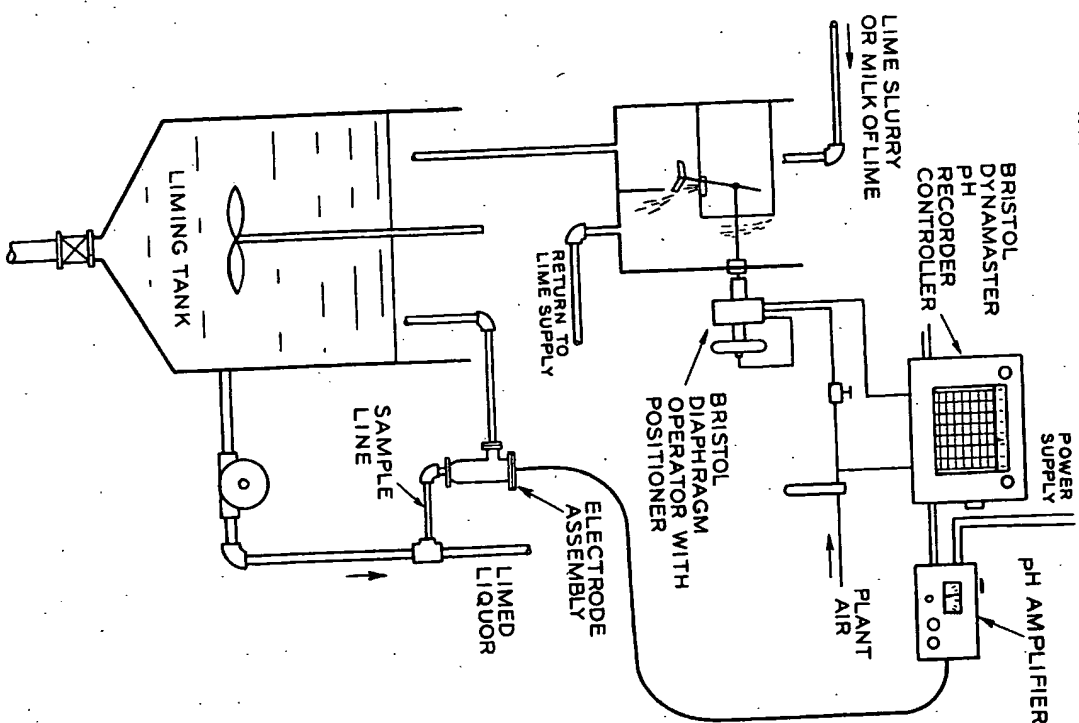 LIME SLURRY
OR MILK OF LIME
BRISTOL
DYNAMASTER
PH
RECORDER
CONTROLLER
POWER
SUPPLY
pH AMPLIFIER
PLANT
AIR
BRISTOL
DIAPHRAGM
OPERATOR WITH
POSITIONER
RETURN TO
LIME SUPPLY
LIMING TANK
SAMPLE
LINE
ELECTRODE
ASSEMBLY
LIMED
LIQUOR